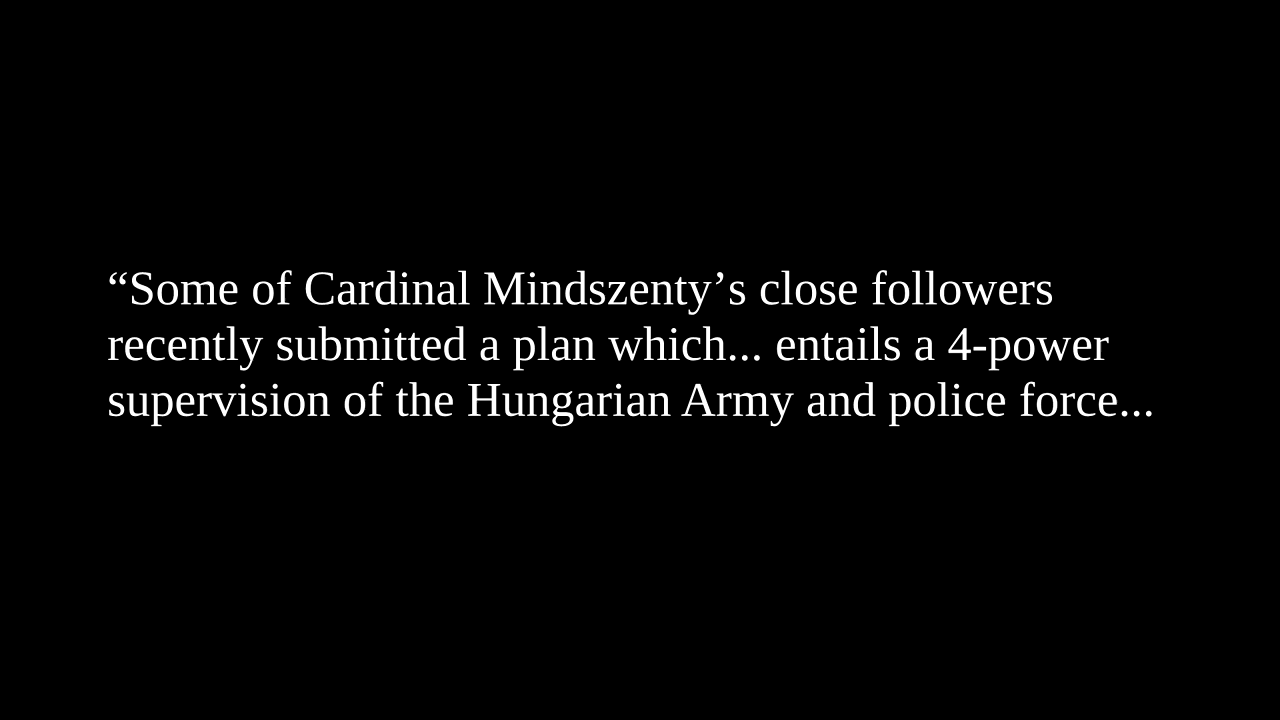 “Some of Cardinal Mindszenty’s close followers
recently submitted a plan which... entails a 4-power
supervision of the Hungarian Army and police force...